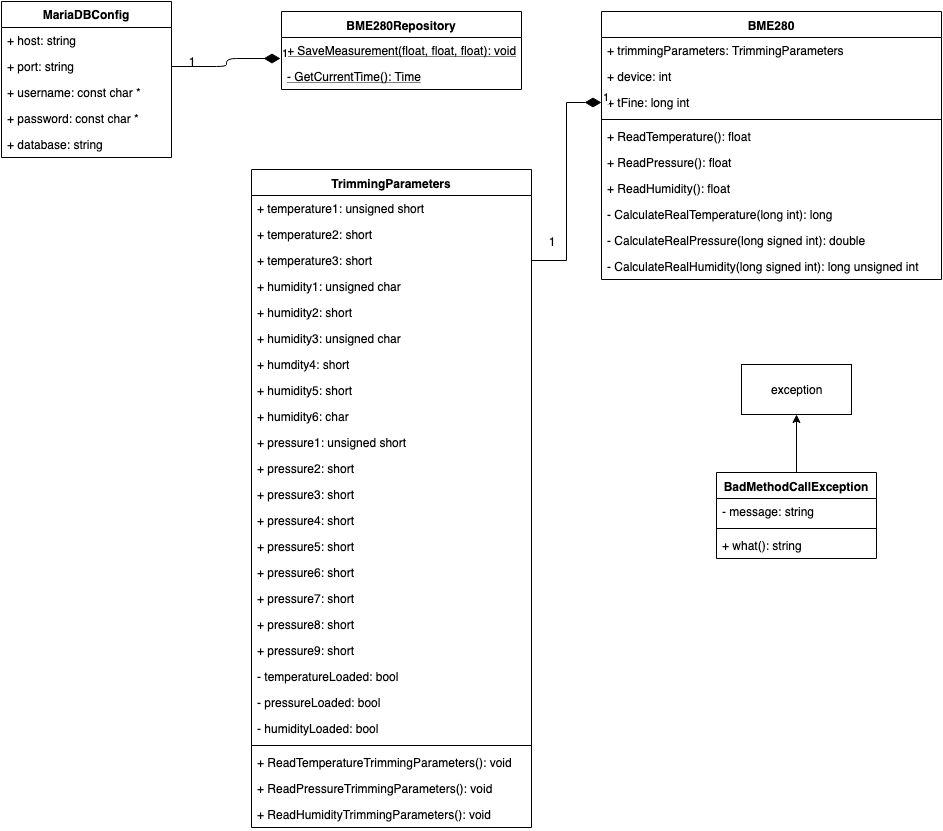 MariaDBConfig
+ host: string
+ port: string
+ username: const char *
+ password: const char *
+ database: string
1
1
BME280Repository
+ SaveMeasurement(float, float, float): void
- GetCurrentTime(): Time
BME280
+ trimmingParameters: TrimmingParameters
+ device: int
+ tFine: long int
1
+ ReadTemperature(): float
+ ReadPressure(): float
+ ReadHumidity(): float
- CalculateRealTemperature(long int): long
- CalculateRealPressure(long signed int): double
- CalculateRealHumidity(long signed int): long unsigned int
1
TrimmingParameters
+ temperature1: unsigned short
+ temperature2: short
+ temperature3: short
+ humidity1: unsigned char
+ humidity2: short
+ humidity3: unsigned char
+ humdity4: short
+ humidity5: short
+ humidity6: char
+ pressure1: unsigned short
+ pressure2: short
+ pressure3: short
+ pressure4: short
+ pressure5: short
+ pressure6: short
+ pressure7: short
+ pressure8: short
+ pressure9: short
- temperatureLoaded: bool
- pressureLoaded: bool
- humidityLoaded: bool
+ ReadTemperatureTrimmingParameters(): void
+ ReadPressureTrimmingParameters(): void
+ ReadHumidityTrimmingParameters(): void
exception
BadMethodCallException
- message: string
+ what(): string